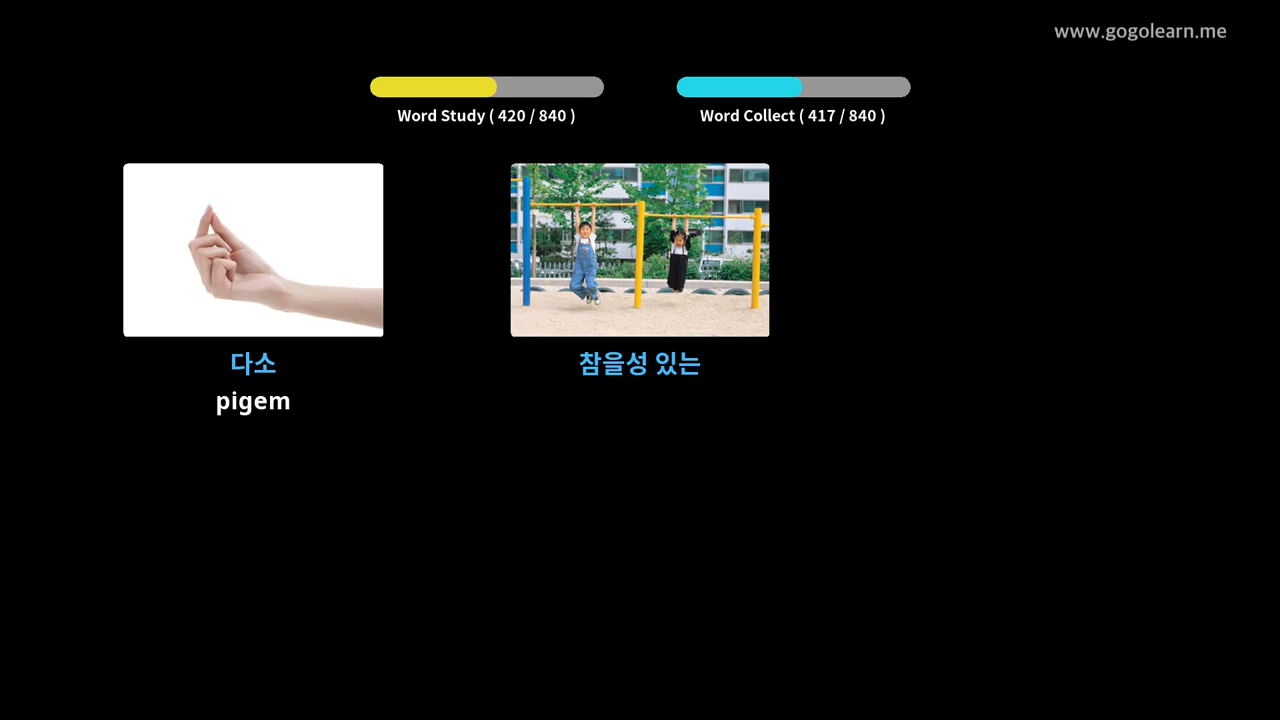 www.gogolearn.me
Word Study ( 420 / 840 )
Word Collect ( 417 / 840 )
다소
pigem
참을성 있는